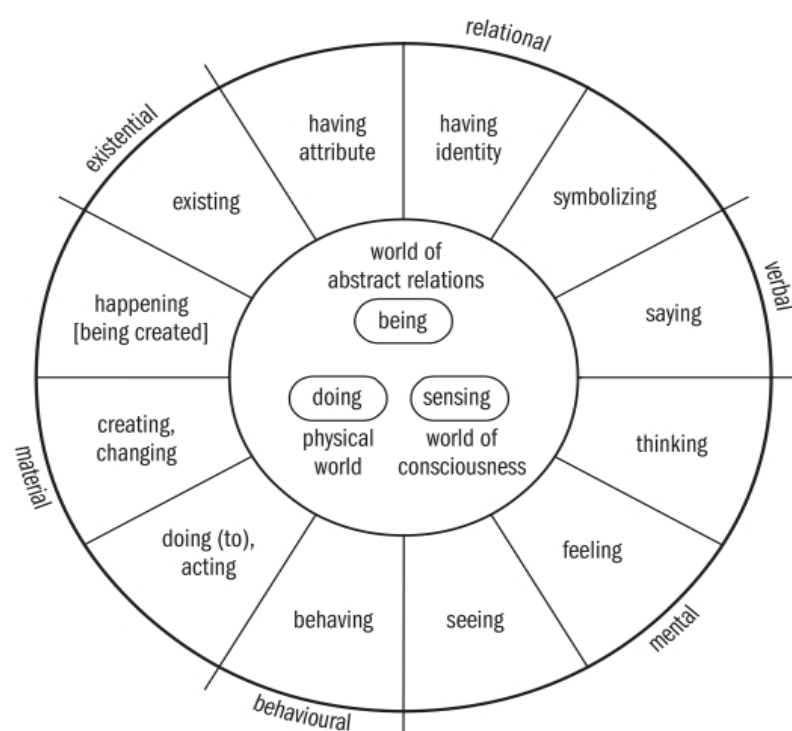 relational
existential
having
attribute
having
identity
existing
symbolizing
verbal
world of
abstract relations
being
happening
[being created]
saying
doing
sensing
physical
world
world of
consciousness
creating,
changing
thinking
material
doing (to),
acting
feeling
behaving
seeing
mental
behavioural